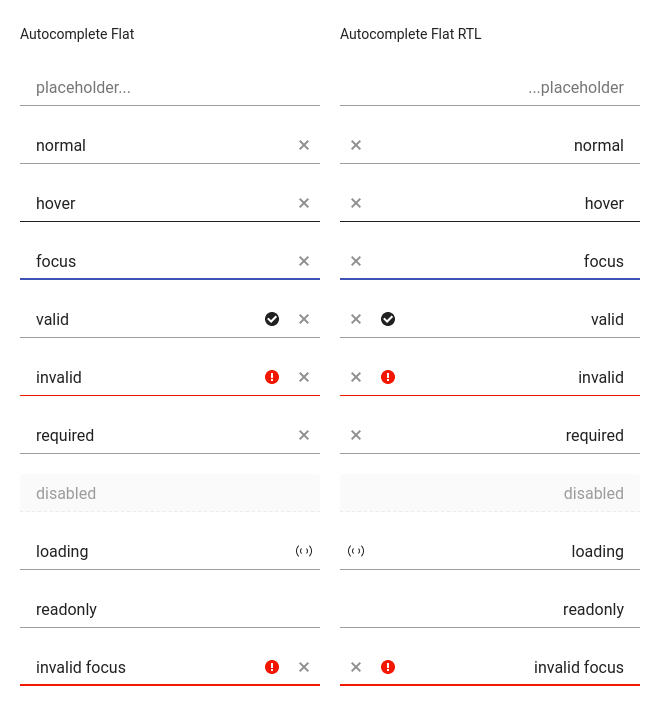 Autocomplete Flat
Autocomplete Flat RTL
placeholder...
...placeholder
normal
normal
hover
hover
focus
focus
valid
valid
invalid
invalid
required
required
disabled
disabled
loading
loading
readonly
readonly
invalid focus
invalid focus